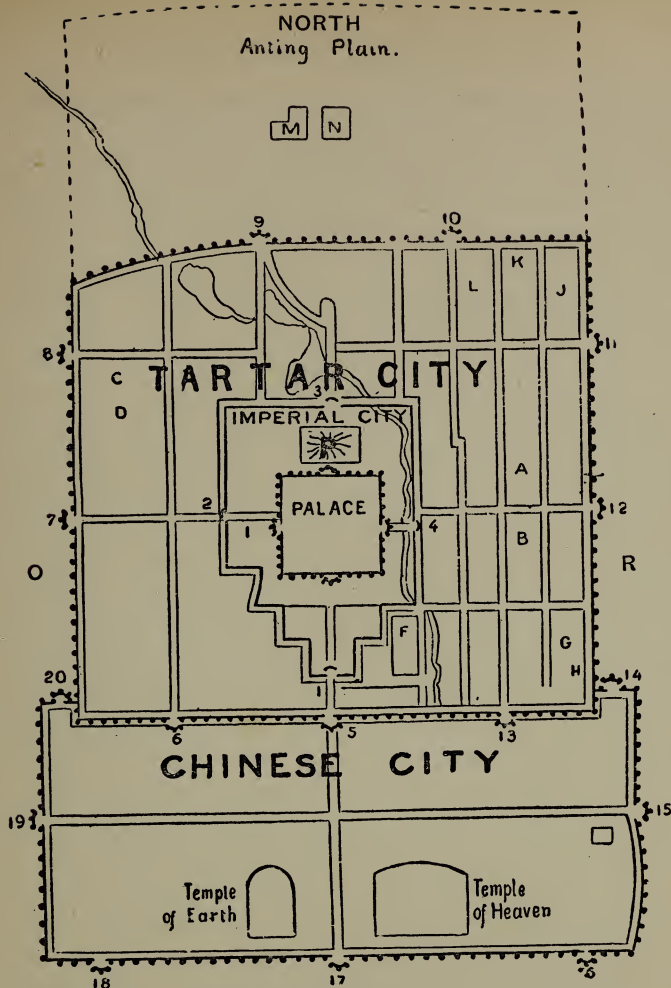 NORTH
Anting Plain.
M N
9 10
L K J
8 11
C
TARTAR CITY
3
D
IMPERIAL CITY
A
PALACE
2
7 12
1 4
B
O R
F
G
H
20 14
1
6 5 13
CHINESE CITY
19 15
Temple
of Earth
Temple
of Heaven
18 17